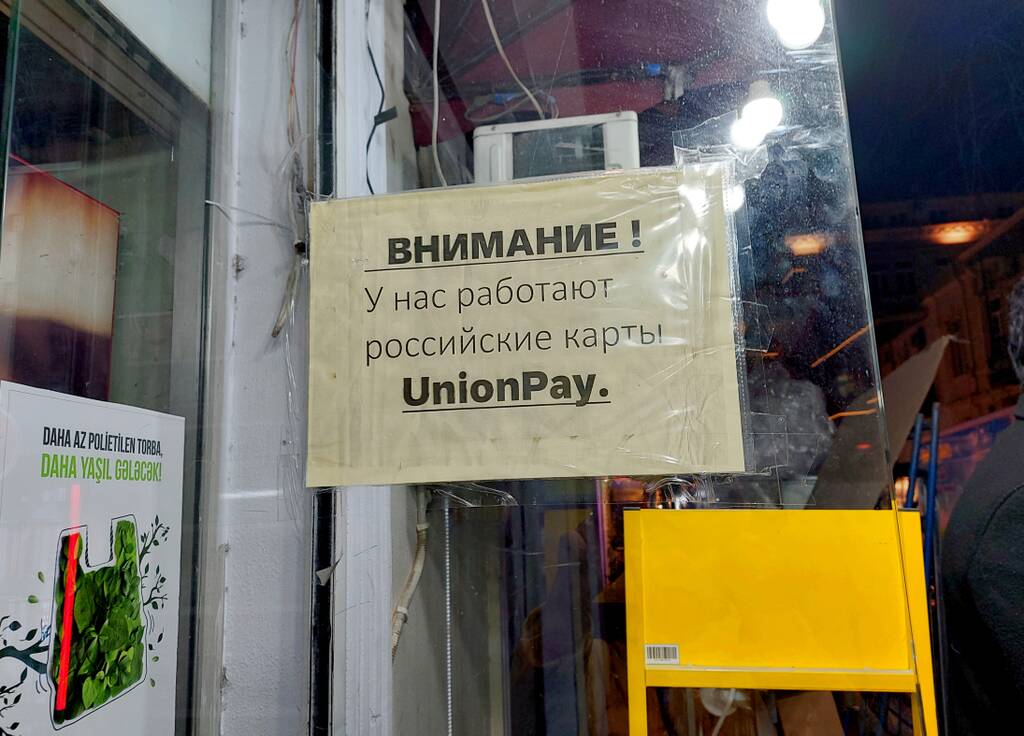 ВНИМАНИЕ !
У нас работают
российские карты
UnionPay.
DAHA AZ POLİETİLEN TORBA,
DAHA YAŞIL GƏLƏCƏK!